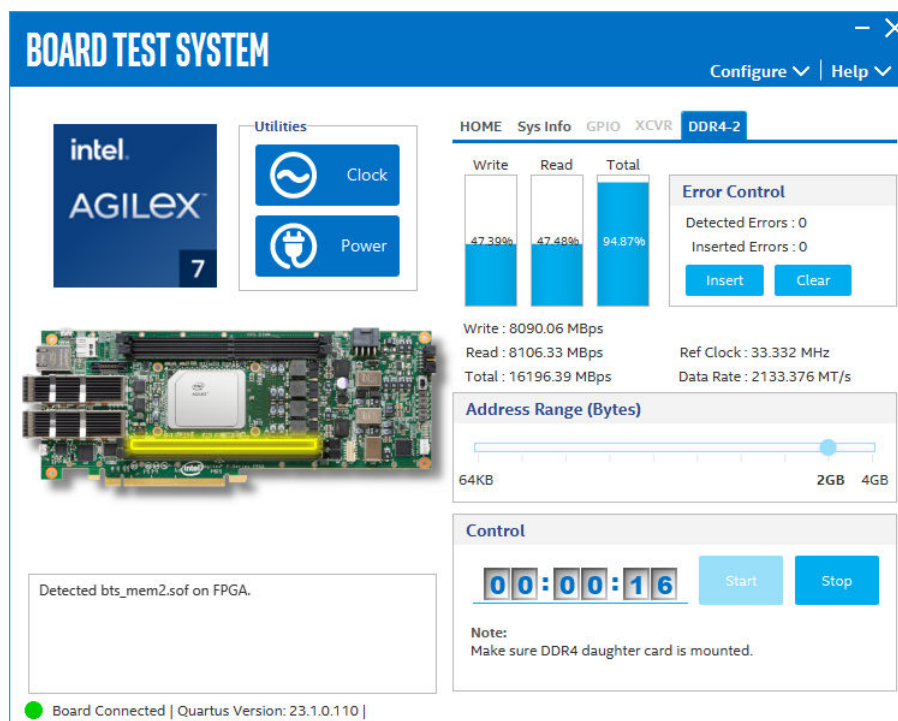 BOARD TEST SYSTEM
Configure | Help
intel.
AGILEX™
7
Utilities
Clock
Power
HOME Sys Info GPIO XCVR DDR4-2
Write Read Total
47.39% 47.48% 94.87%
Error Control
Detected Errors : 0
Inserted Errors : 0
Insert Clear
Write : 8090.06 MBps
Read : 8106.33 MBps
Ref Clock : 33.332 MHz
Total : 16196.39 MBps
Data Rate : 2133.376 MT/s
Address Range (Bytes)
64KB 2GB 4GB
Control
00:00:16
Start Stop
Note:
Make sure DDR4 daughter card is mounted.
intel
Detected bts_mem2.sof on FPGA.
Board Connected | Quartus Version: 23.1.0.110 |